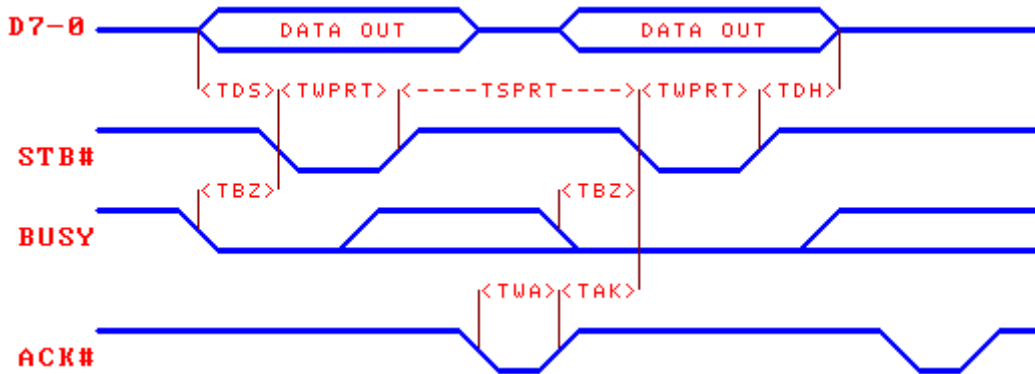 D7-0 DATA OUT DATA OUT
<TDS><TWPRT><----TSPRT----><TWPRT><TDH>
STB#
<TBZ> <TBZ>
BUSY
<TWA><TAK>
ACK#